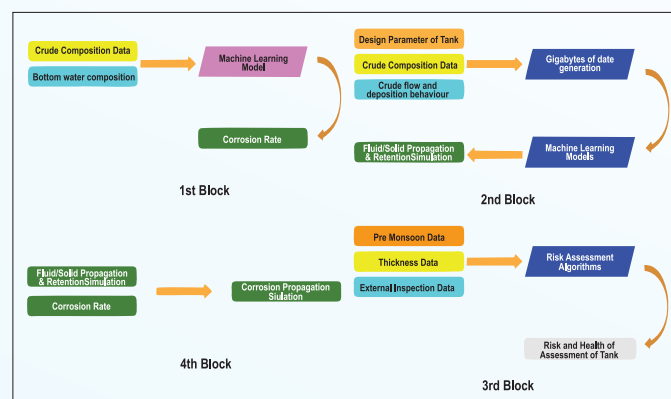 Crude Composition Data
Bottom water composition
Machine Learning
Model
Corrosion Rate
1st Block
Design Parameter of Tank
Crude Composition Data
Crude flow and
deposition behaviour
Gigabytes of date
generation
Machine Learning
Models
Fluid/Solid Propagation
& RetentionSimulation
2nd Block
Fluid/Solid Propagation
& RetentionSimulation
Corrosion Rate
Corrosion Propagation
Siulation
4th Block
Pre Monsoon Data
Thickness Data
External Inspection Data
Risk Assessment
Algorithms
Risk and Health of
Assessment of Tank
3rd Block